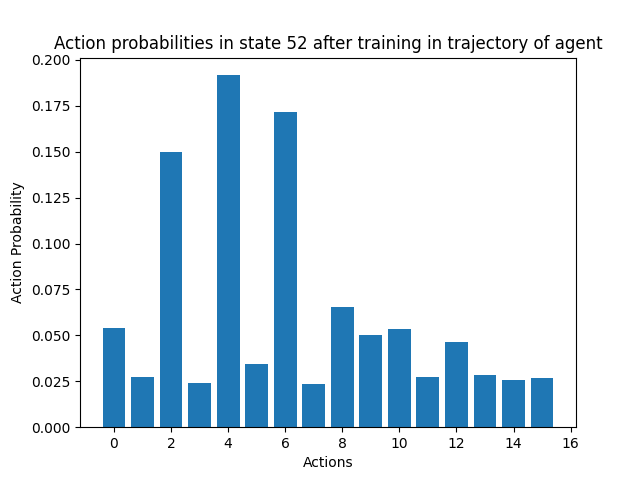 Action probabilities in state 52 after training in trajectory of agent
0.200
0.175
0.150
0.125
0.100
0.075
0.050
0.025
0.000
Action Probability
0 2 4 6 8 10 12 14 16
Actions